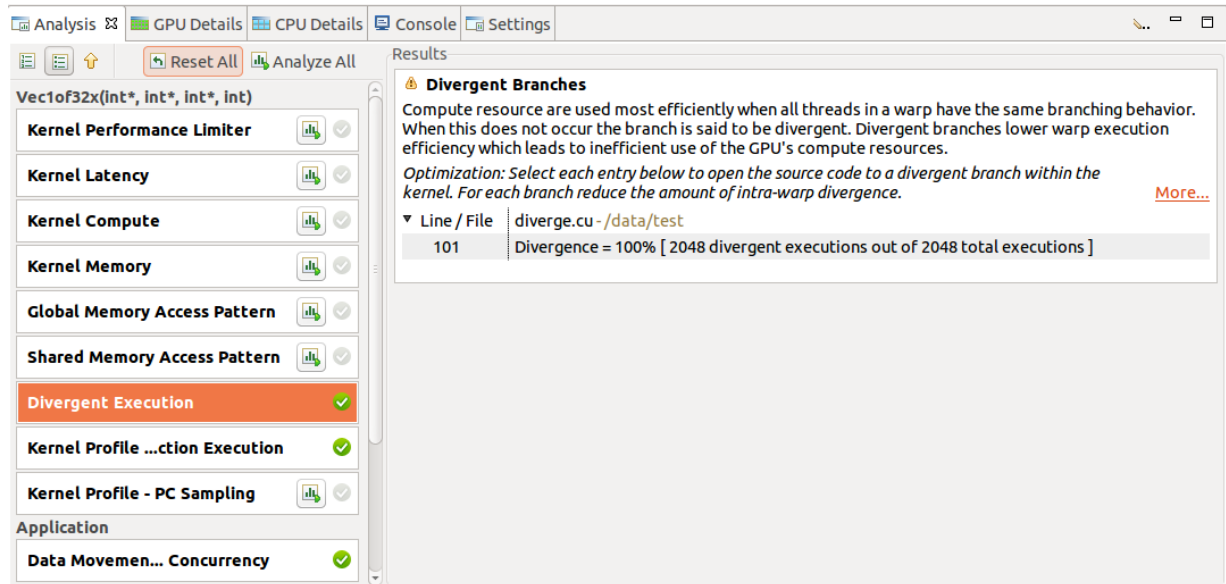 Analysis GPU Details CPU Details Console Settings
Reset All Analyze All
Vec1of32x(int*, int*, int*, int)
Kernel Performance Limiter
Kernel Latency
Kernel Compute
Kernel Memory
Global Memory Access Pattern
Shared Memory Access Pattern
Divergent Execution
Kernel Profile ...ction Execution
Kernel Profile - PC Sampling
Application
Data Movemen... Concurrency
Results
Divergent Branches
Compute resource are used most efficiently when all threads in a warp have the same branching behavior.
When this does not occur the branch is said to be divergent. Divergent branches lower warp execution
efficiency which leads to inefficient use of the GPU's compute resources.
Optimization: Select each entry below to open the source code to a divergent branch within the
kernel. For each branch reduce the amount of intra-warp divergence. More...
Line / File diverge.cu - /data/test
101 Divergence = 100% [ 2048 divergent executions out of 2048 total executions ]